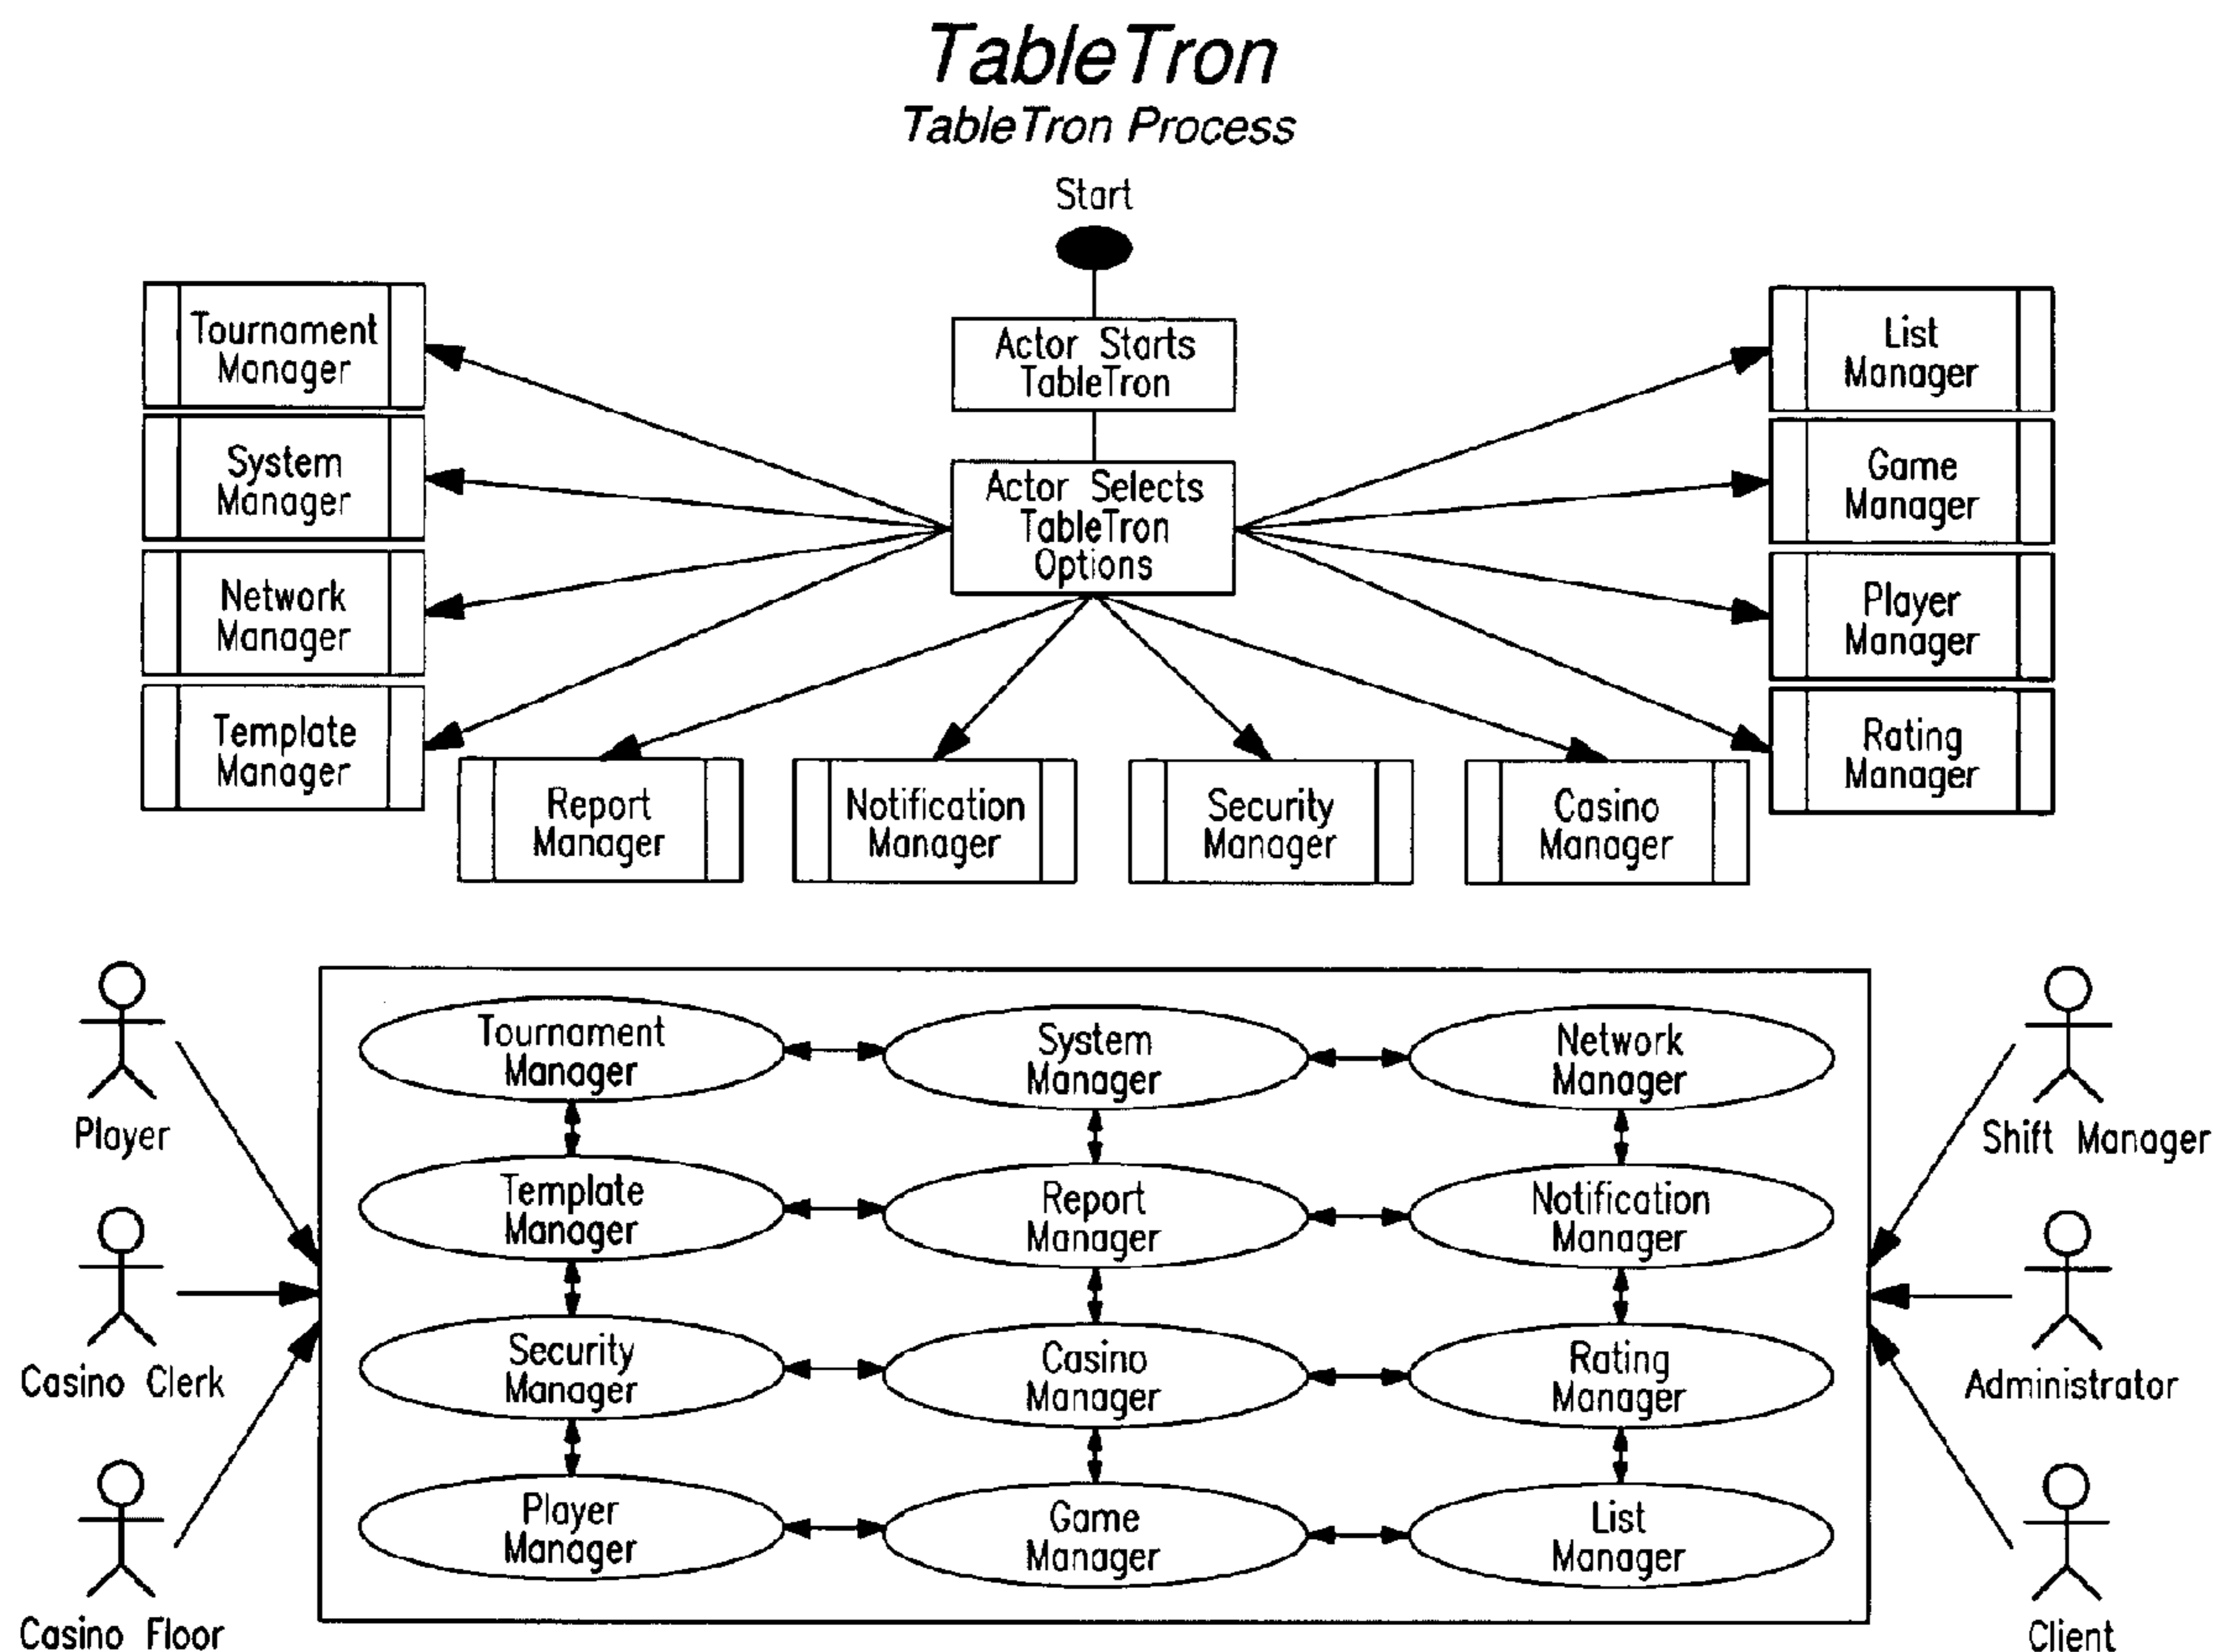 TableTron
TableTron Process
Start
Actor Starts
TableTron
Actor Selects
TableTron
Options
Tournament
Manager
System
Manager
Network
Manager
Template
Manager
Report
Manager
Notification
Manager
Security
Manager
Casino
Manager
List
Manager
Game
Manager
Player
Manager
Rating
Manager
Player
Casino Clerk
Casino Floor
Tournament
Manager
System
Manager
Network
Manager
Template
Manager
Report
Manager
Notification
Manager
Security
Manager
Casino
Manager
Rating
Manager
Player
Manager
Game
Manager
List
Manager
Shift Manager
Administrator
Client